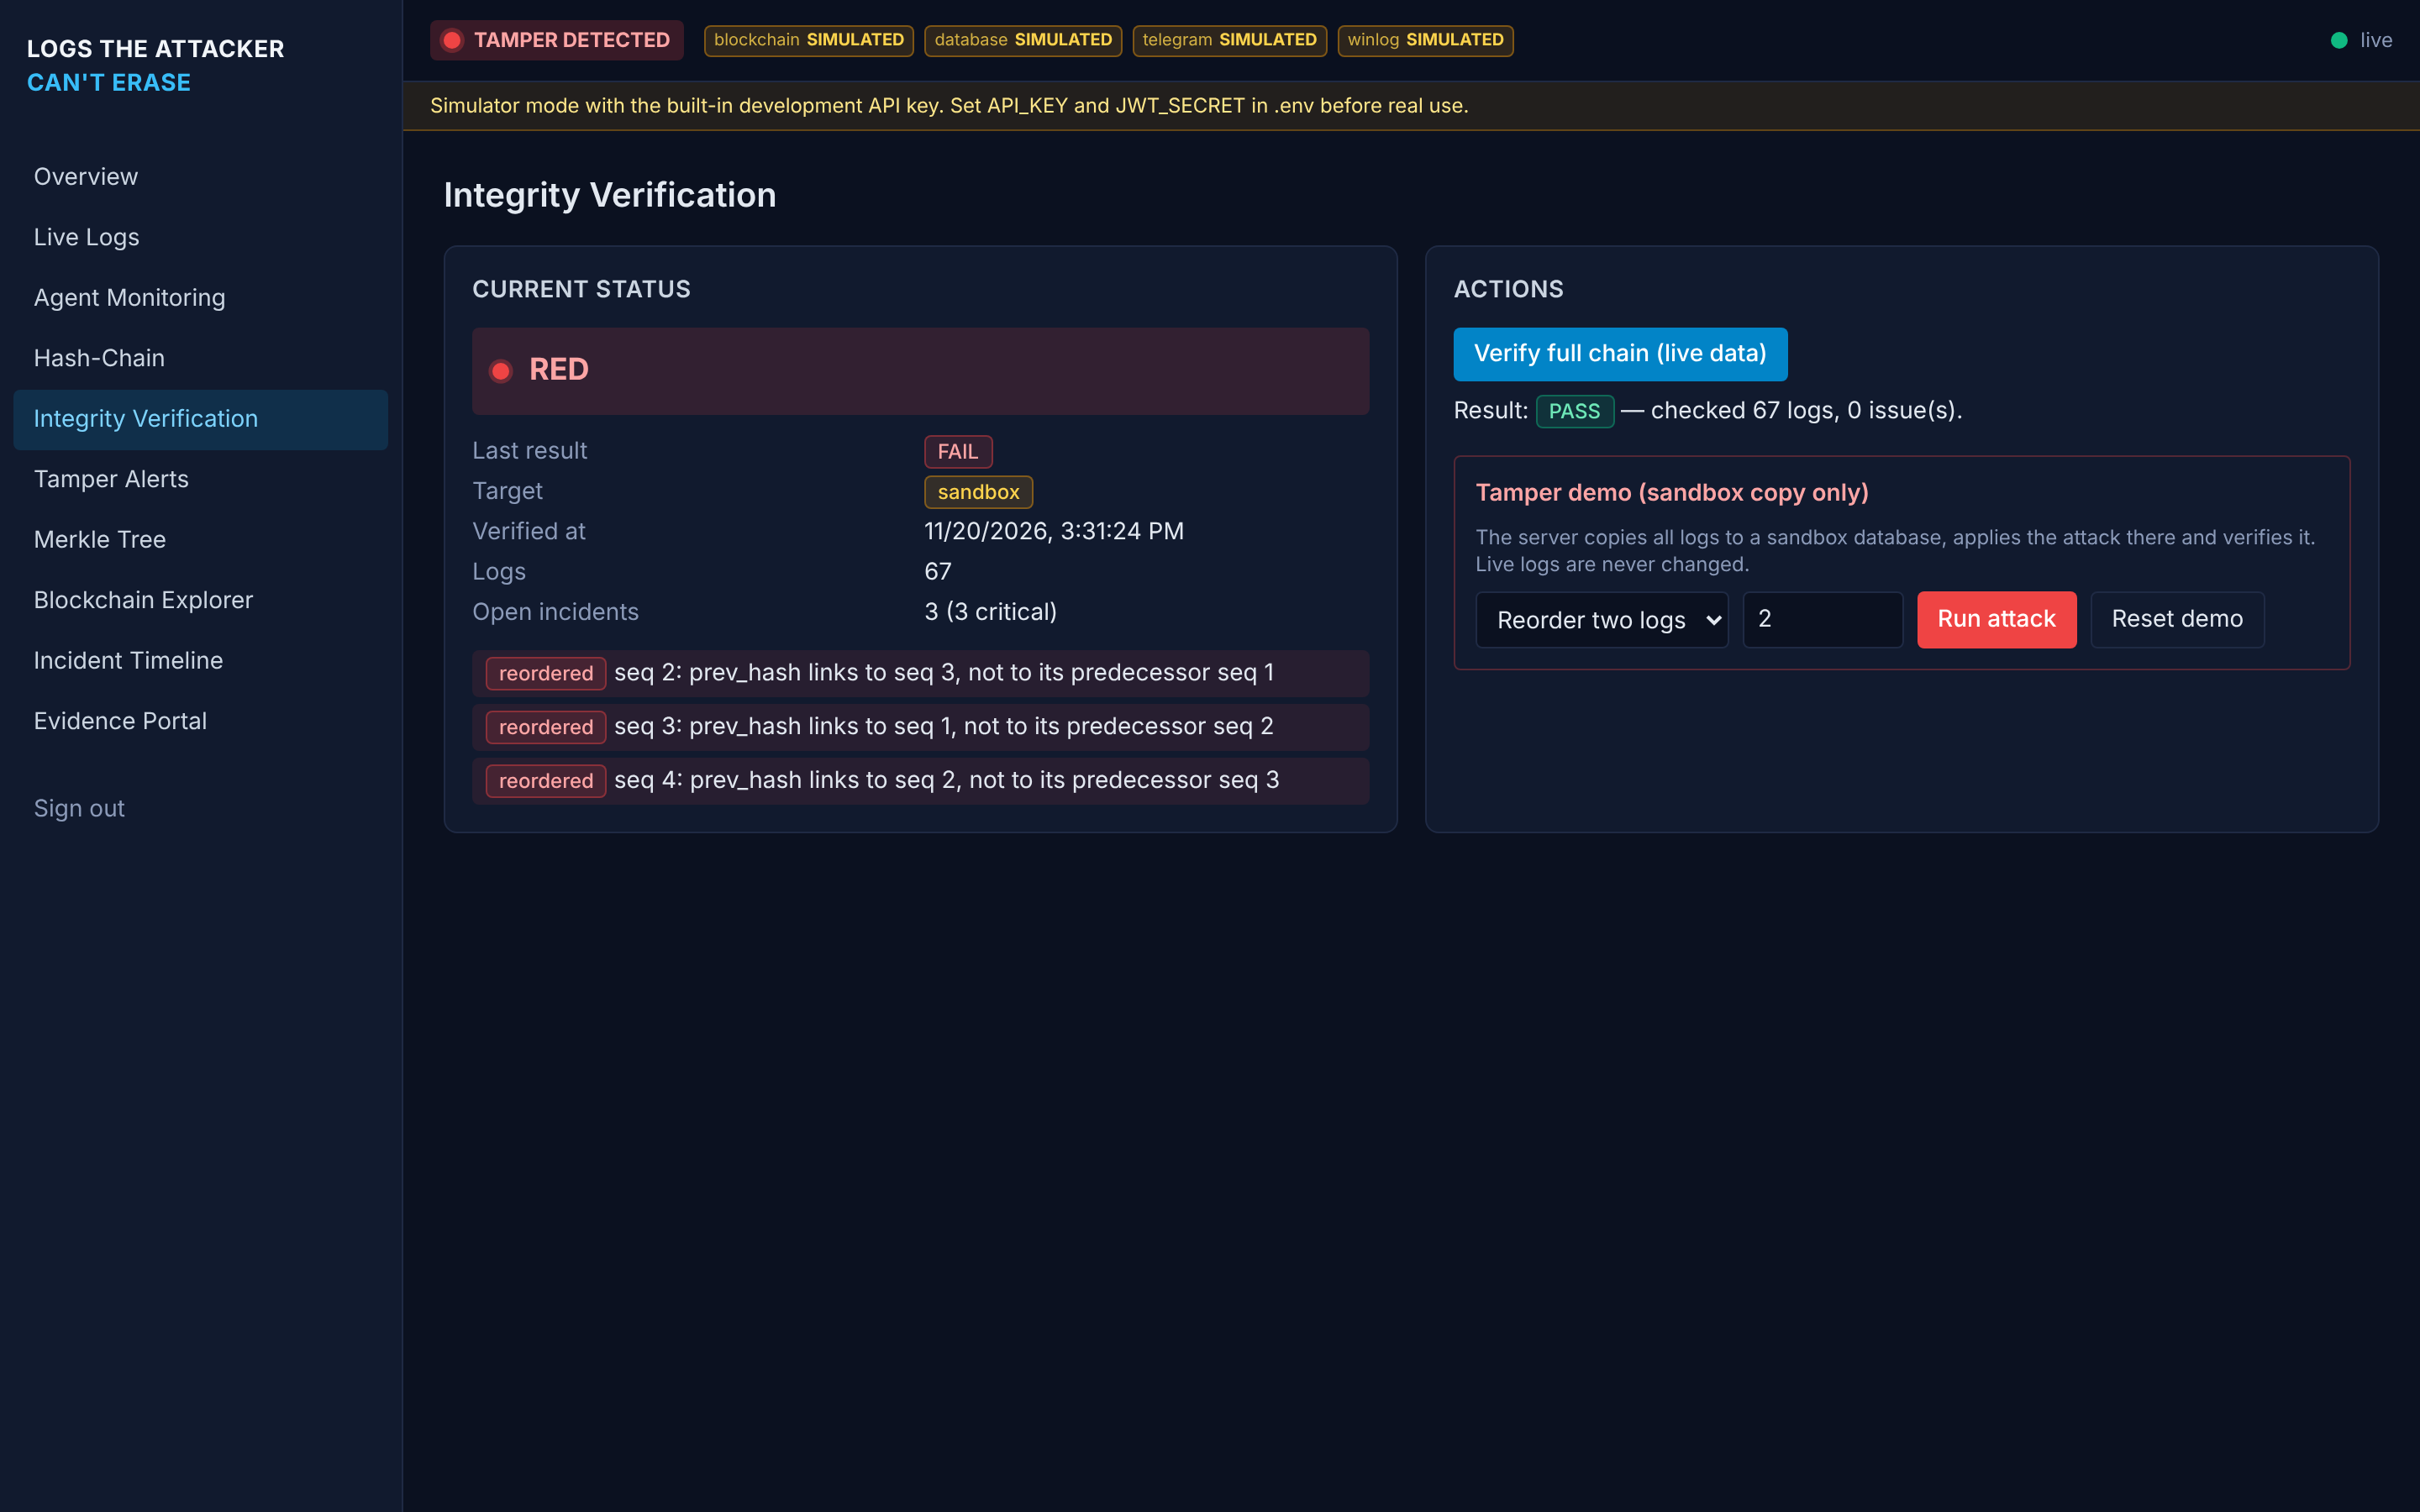 LOGS THE ATTACKER
CAN'T ERASE
Overview
Live Logs
Agent Monitoring
Hash-Chain
Integrity Verification
Tamper Alerts
Merkle Tree
Blockchain Explorer
Incident Timeline
Evidence Portal
Sign out
TAMPER DETECTED blockchain SIMULATED database SIMULATED telegram SIMULATED winlog SIMULATED live
Simulator mode with the built-in development API key. Set API_KEY and JWT_SECRET in .env before real use.
Integrity Verification
CURRENT STATUS
RED
Last result FAIL
Target sandbox
Verified at 11/20/2026, 3:31:24 PM
Logs 67
Open incidents 3 (3 critical)
reordered seq 2: prev_hash links to seq 3, not to its predecessor seq 1
reordered seq 3: prev_hash links to seq 1, not to its predecessor seq 2
reordered seq 4: prev_hash links to seq 2, not to its predecessor seq 3
ACTIONS
Verify full chain (live data)
Result: PASS — checked 67 logs, 0 issue(s).
Tamper demo (sandbox copy only)
The server copies all logs to a sandbox database, applies the attack there and verifies it.
Live logs are never changed.
Reorder two logs 2 Run attack Reset demo